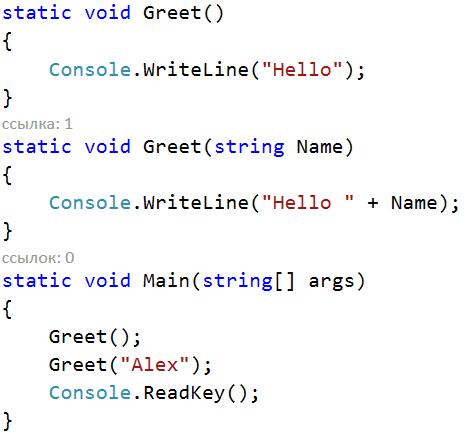 static void Greet()
{
    Console.WriteLine("Hello");
}
ссылка: 1
static void Greet(string Name)
{
    Console.WriteLine("Hello " + Name);
}
ссылок: 0
static void Main(string[] args)
{
    Greet();
    Greet("Alex");
    Console.ReadKey();
}